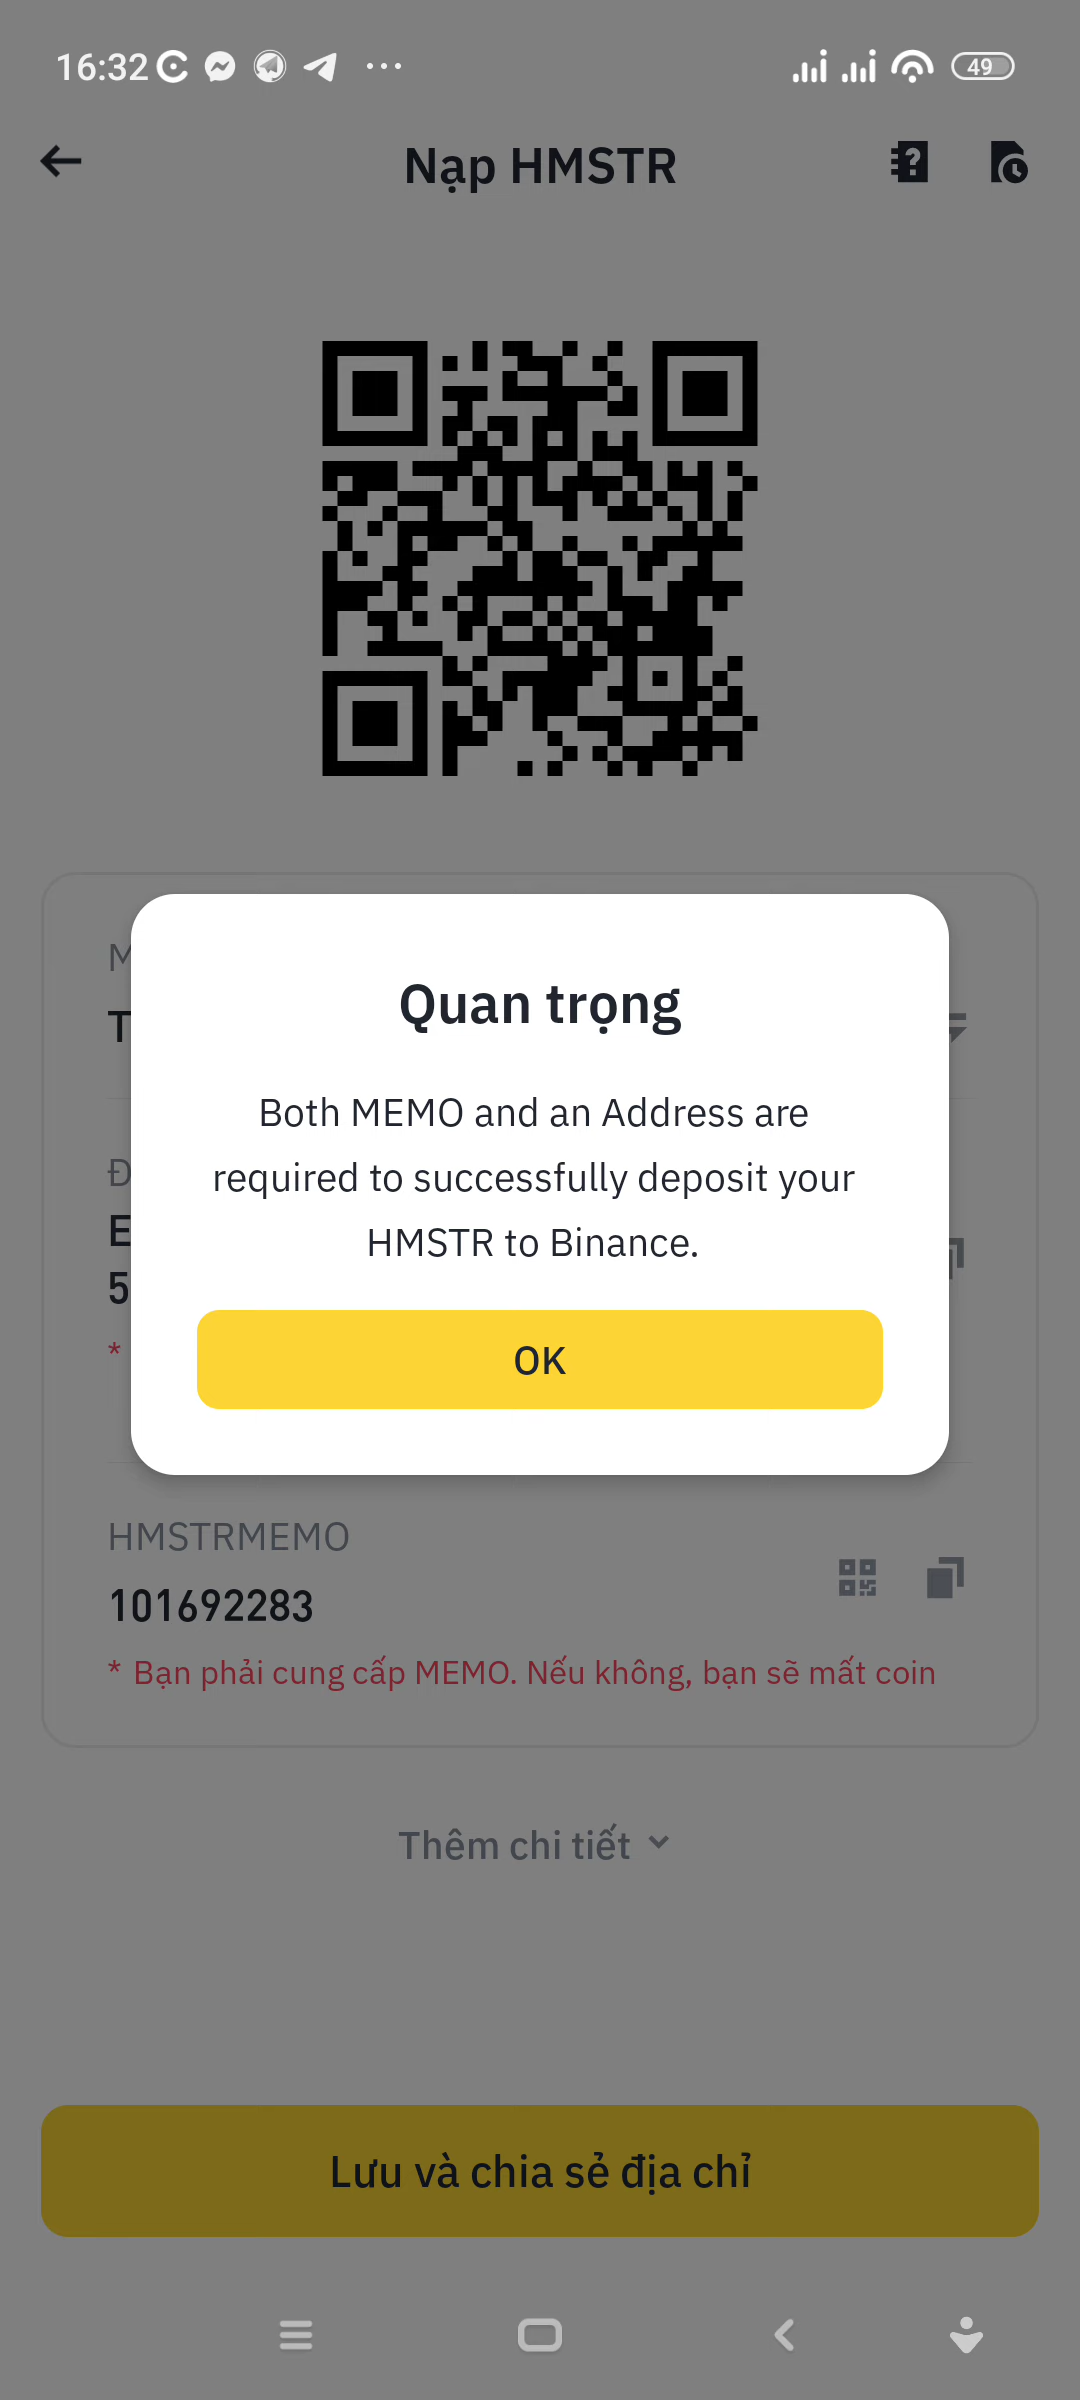 16:32
49
Nạp HMSTR
Quan trọng
Both MEMO and an Address are
required to successfully deposit your
HMSTR to Binance.
OK
HMSTRMEMO
101692283
* Bạn phải cung cấp MEMO. Nếu không, bạn sẽ mất coin
Thêm chi tiết
Lưu và chia sẻ địa chỉ